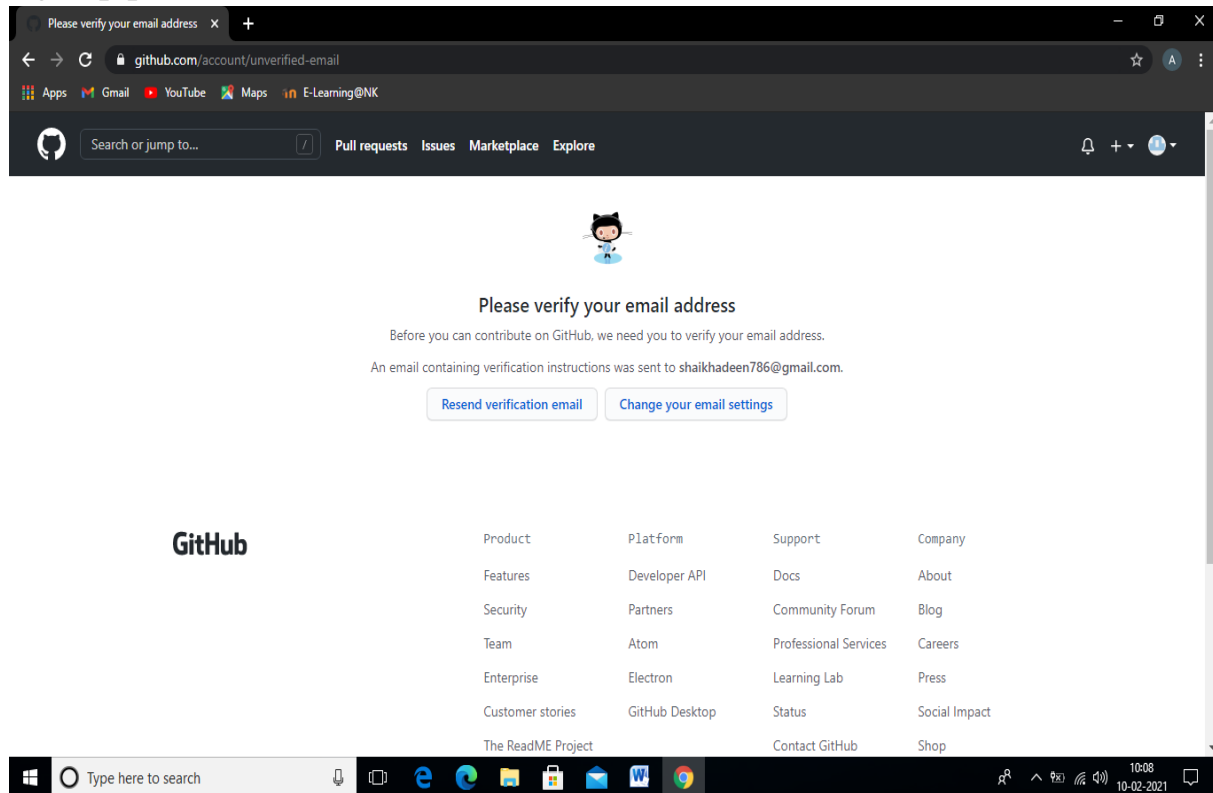 Please verify your email address
github.com/account/unverified-email
A
Apps Gmail YouTube Maps E-Learning@NK
Search or jump to... / Pull requests Issues Marketplace Explore
Please verify your email address
Before you can contribute on GitHub, we need you to verify your email address.
An email containing verification instructions was sent to shaikhadeen786@gmail.com.
Resend verification email Change your email settings
GitHub
Product Platform Support Company
Features Developer API Docs About
Security Partners Community Forum Blog
Team Atom Professional Services Careers
Enterprise Electron Learning Lab Press
Customer stories GitHub Desktop Status Social Impact
The ReadME Project Contact GitHub Shop
Type here to search
10:08
10-02-2021